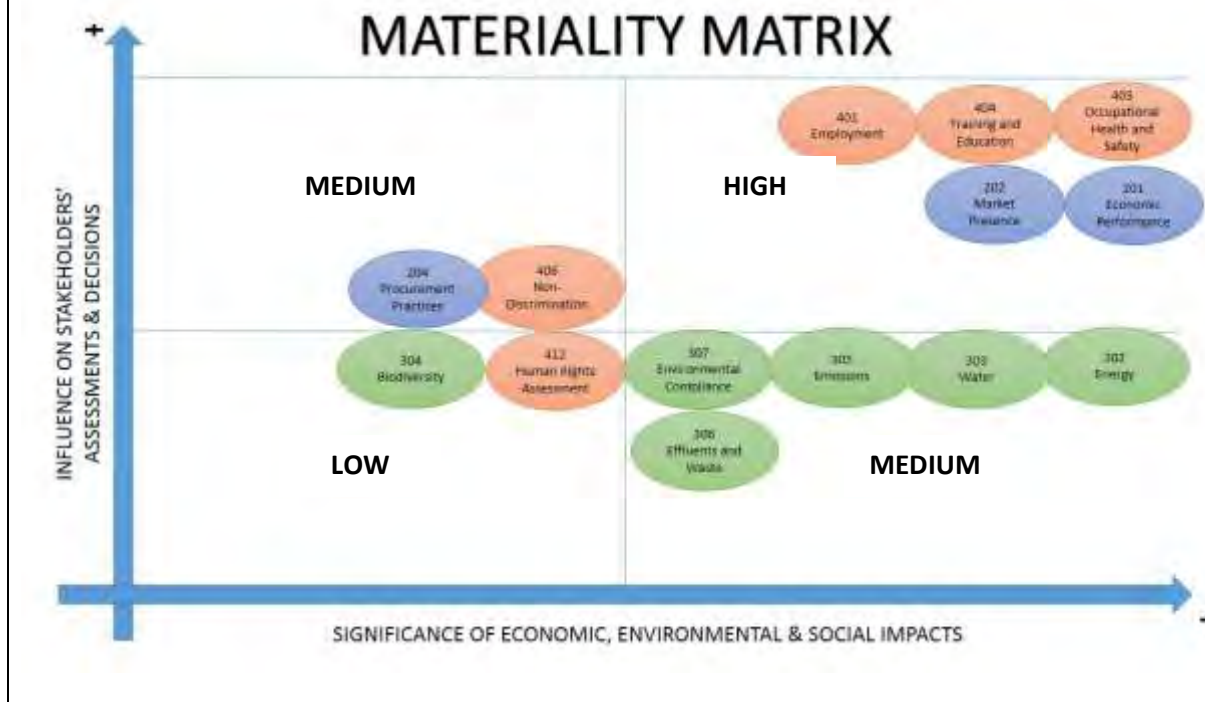 MATERIALITY MATRIX
+
INFLUENCE ON STAKEHOLDERS'
ASSESSMENTS & DECISIONS
MEDIUM
HIGH
401
Employment
404
Training and
Education
403
Occupational
Health and
Safety
202
Market
Presence
201
Economic
Performance
204
Procurement
Practices
406
Non-
Discrimination
304
Biodiversity
412
Human Rights
Assessment
307
Environmental
Compliance
305
Emissions
303
Water
302
Energy
306
Effluents and
Waste
LOW
MEDIUM
SIGNIFICANCE OF ECONOMIC, ENVIRONMENTAL & SOCIAL IMPACTS